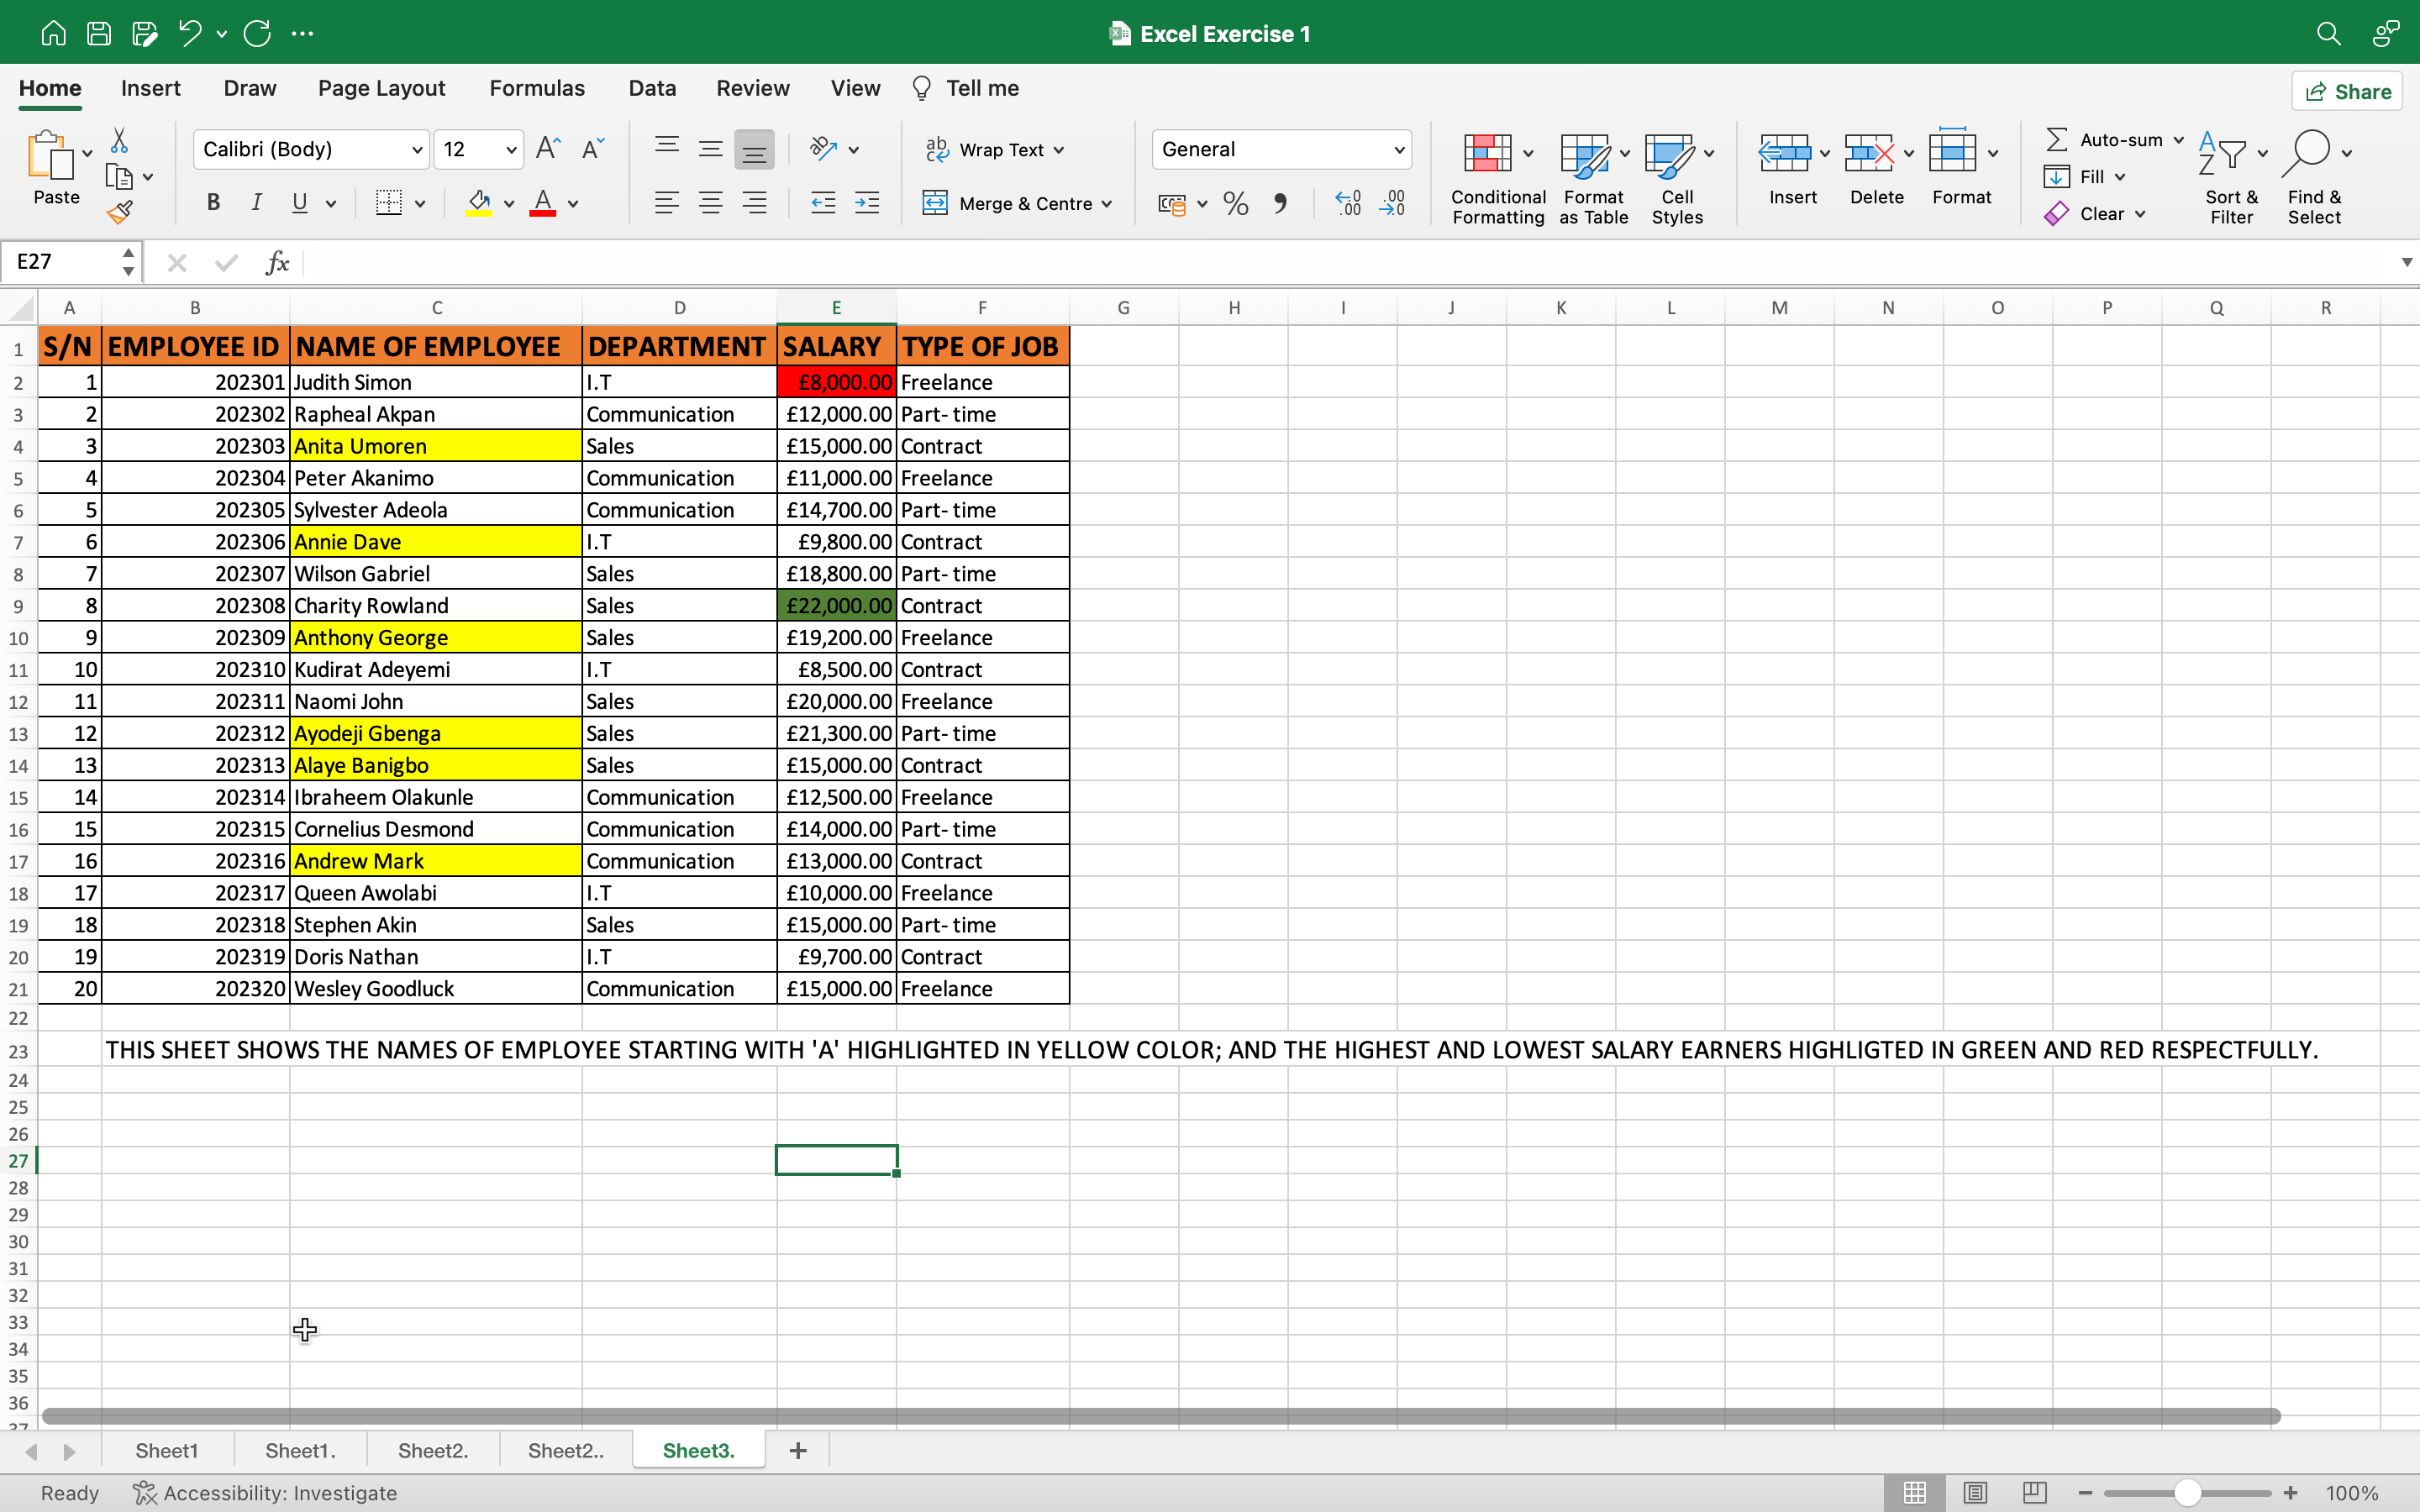 Excel Exercise 1
Home Insert Draw Page Layout Formulas Data Review View Tell me Share
Paste Calibri (Body) 12 Wrap Text General Conditional Formatting Format as Table Cell Styles Insert Delete Format Auto-sum Fill Clear Sort & Filter Find & Select
B I U Merge & Centre
E27 fx
A B C D E F G H I J K L M N O P Q R
1 S/N EMPLOYEE ID NAME OF EMPLOYEE DEPARTMENT SALARY TYPE OF JOB
2 1 202301 Judith Simon I.T £8,000.00 Freelance
3 2 202302 Rapheal Akpan Communication £12,000.00 Part- time
4 3 202303 Anita Umoren Sales £15,000.00 Contract
5 4 202304 Peter Akanimo Communication £11,000.00 Freelance
6 5 202305 Sylvester Adeola Communication £14,700.00 Part- time
7 6 202306 Annie Dave I.T £9,800.00 Contract
8 7 202307 Wilson Gabriel Sales £18,800.00 Part- time
9 8 202308 Charity Rowland Sales £22,000.00 Contract
10 9 202309 Anthony George Sales £19,200.00 Freelance
11 10 202310 Kudirat Adeyemi I.T £8,500.00 Contract
12 11 202311 Naomi John Sales £20,000.00 Freelance
13 12 202312 Ayodeji Gbenga Sales £21,300.00 Part- time
14 13 202313 Alaye Banigbo Sales £15,000.00 Contract
15 14 202314 Ibraheem Olakunle Communication £12,500.00 Freelance
16 15 202315 Cornelius Desmond Communication £14,000.00 Part- time
17 16 202316 Andrew Mark Communication £13,000.00 Contract
18 17 202317 Queen Awolabi I.T £10,000.00 Freelance
19 18 202318 Stephen Akin Sales £15,000.00 Part- time
20 19 202319 Doris Nathan I.T £9,700.00 Contract
21 20 202320 Wesley Goodluck Communication £15,000.00 Freelance
22
23 THIS SHEET SHOWS THE NAMES OF EMPLOYEE STARTING WITH 'A' HIGHLIGHTED IN YELLOW COLOR; AND THE HIGHEST AND LOWEST SALARY EARNERS HIGHLIGTED IN GREEN AND RED RESPECTFULLY.
24
25
26
27
28
29
30
31
32
33
34
35
36
37
Sheet1 Sheet1. Sheet2. Sheet2.. Sheet3. +
Ready Accessibility: Investigate 100%